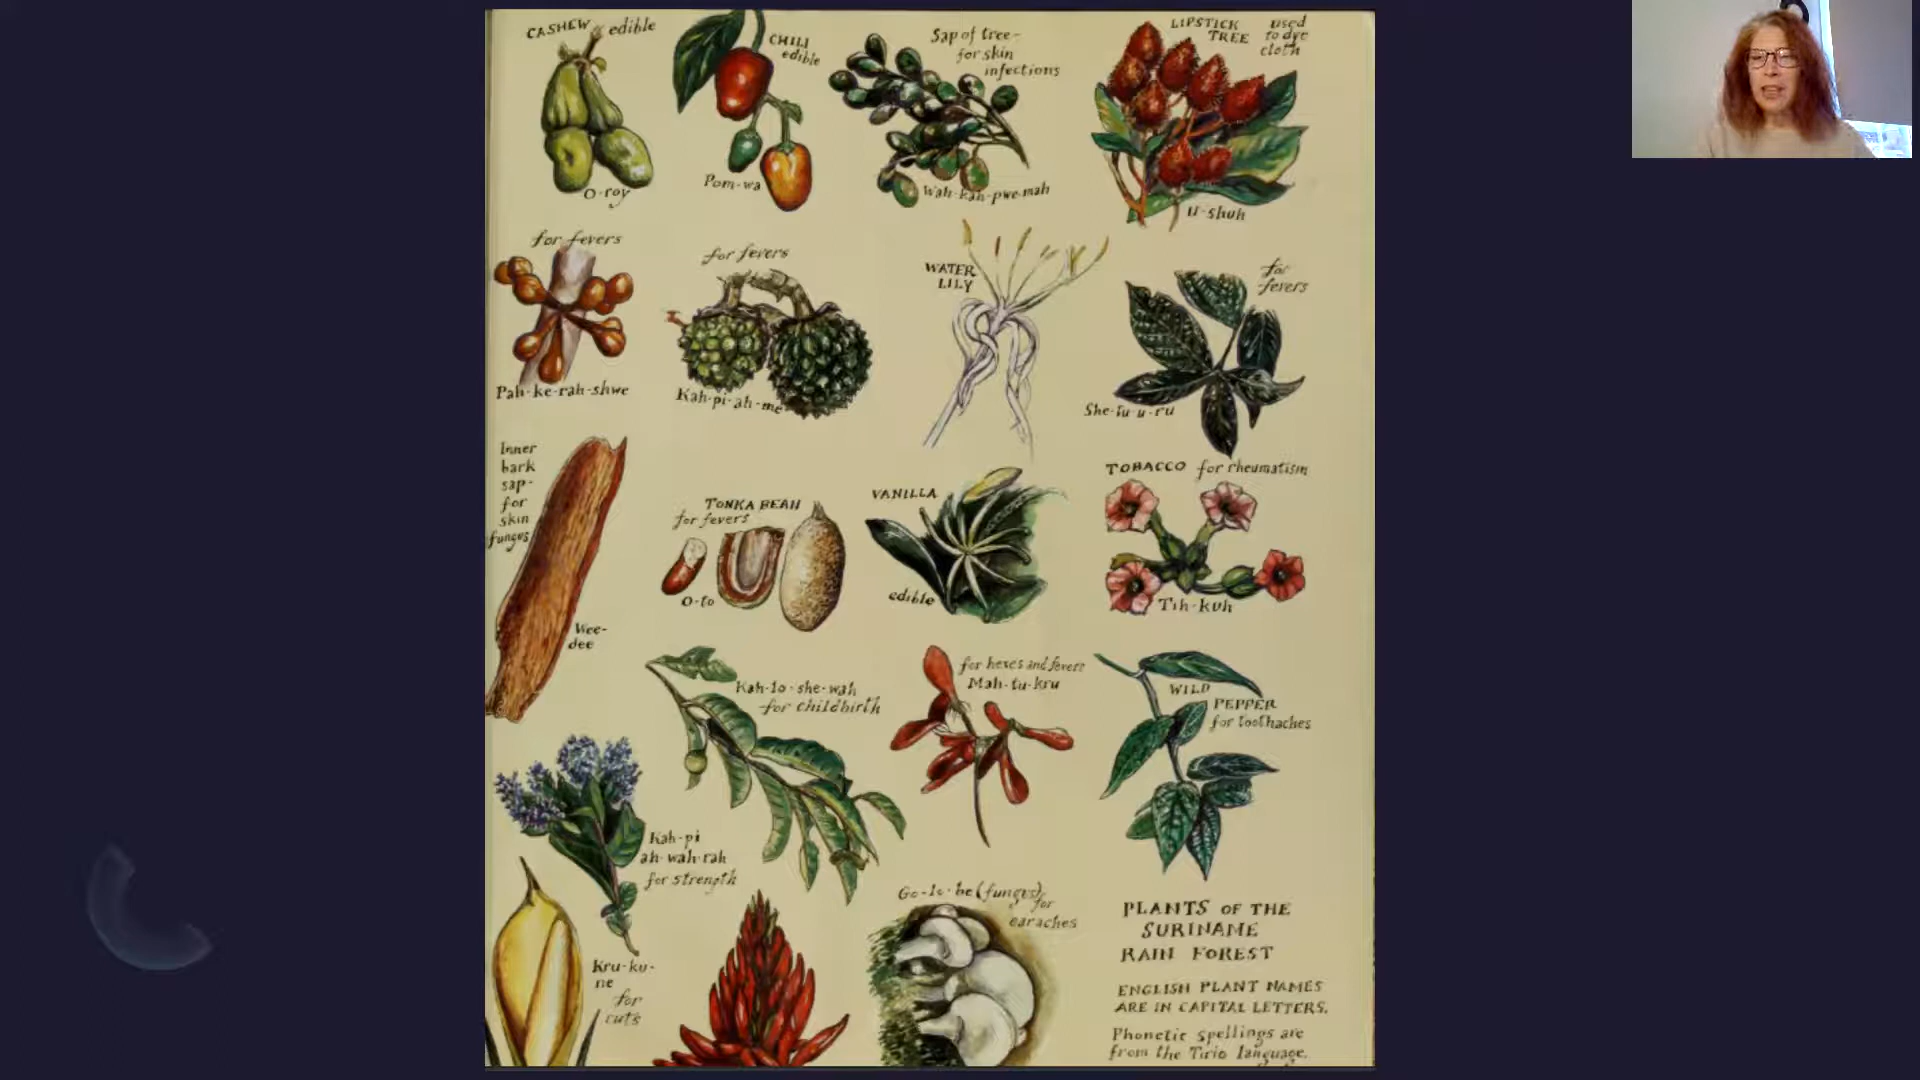 CASHEW edible
O-roy
CHILI
edible
Pom-wa
Sap of tree-
for skin
infections
Wah-kah-pwe-mah
LIPSTICK
TREE
used
to dye
cloth
for fevers
Pah-ke-rah-shwe
for fevers
Kah-pi-ah-me
WATER
LILY
for
fevers
She-tu-u-ru
Inner
bark
sap-
for
skin
fungus
Wee-
dee
TONKA BEAN
for fevers
O-to
VANILLA
edible
TOBACCO for rheumatism
Tih-kuh
Kah-lo-she-wah
-for childbirth
for hexes and fevers
Mah-tu-kru
WILD
PEPPER
for toothaches
Kah-pi
ah-wah-rah
for strength
Kru-ku-
ne
for
cuts
Go-lo-be (fungus)
for
earaches
PLANTS OF THE
SURINAME
RAIN FOREST
ENGLISH PLANT NAMES
ARE IN CAPITAL LETTERS.
Phonetic spellings are
from the Tirio language.